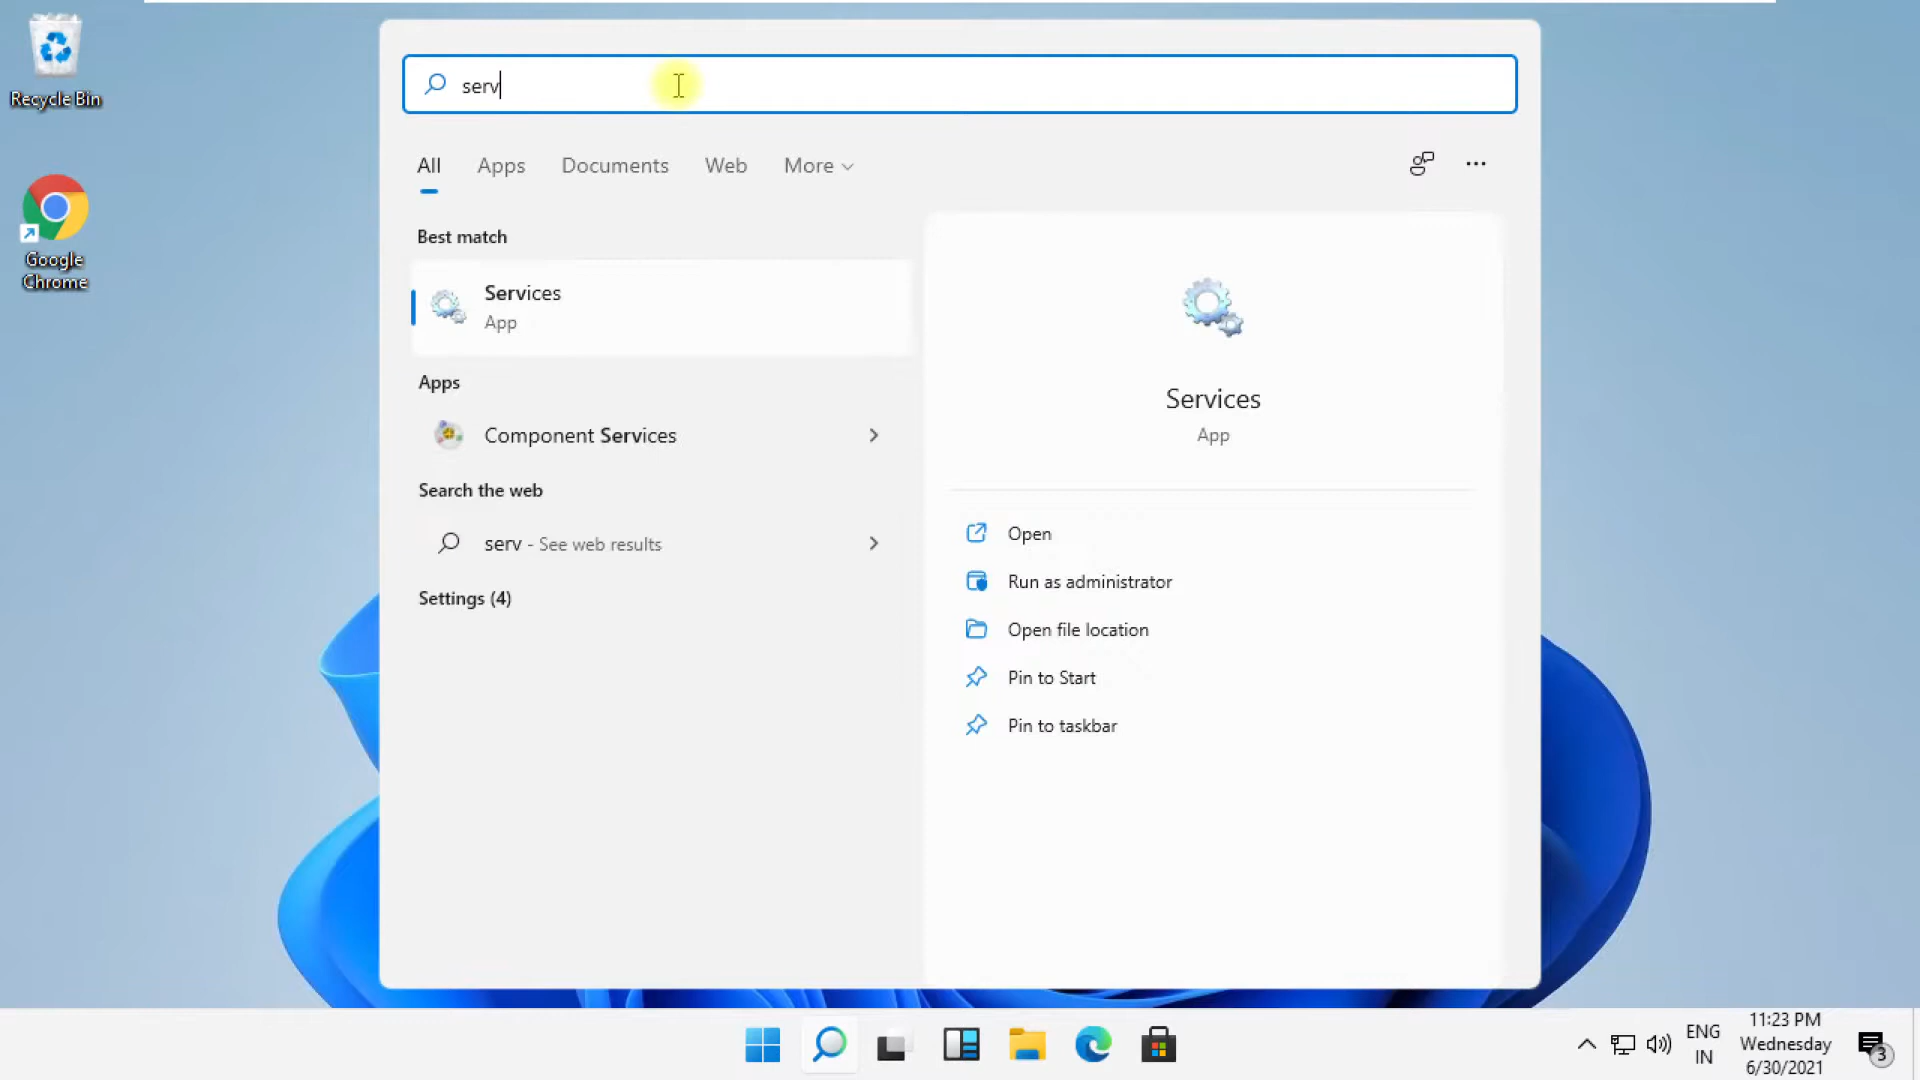 Recycle Bin
Google
Chrome
serv
All Apps Documents Web More
Best match
Services
App
Apps
Component Services
Search the web
serv - See web results
Settings (4)
Services
App
Open
Run as administrator
Open file location
Pin to Start
Pin to taskbar
ENG
IN
11:23 PM
Wednesday
6/30/2021
3